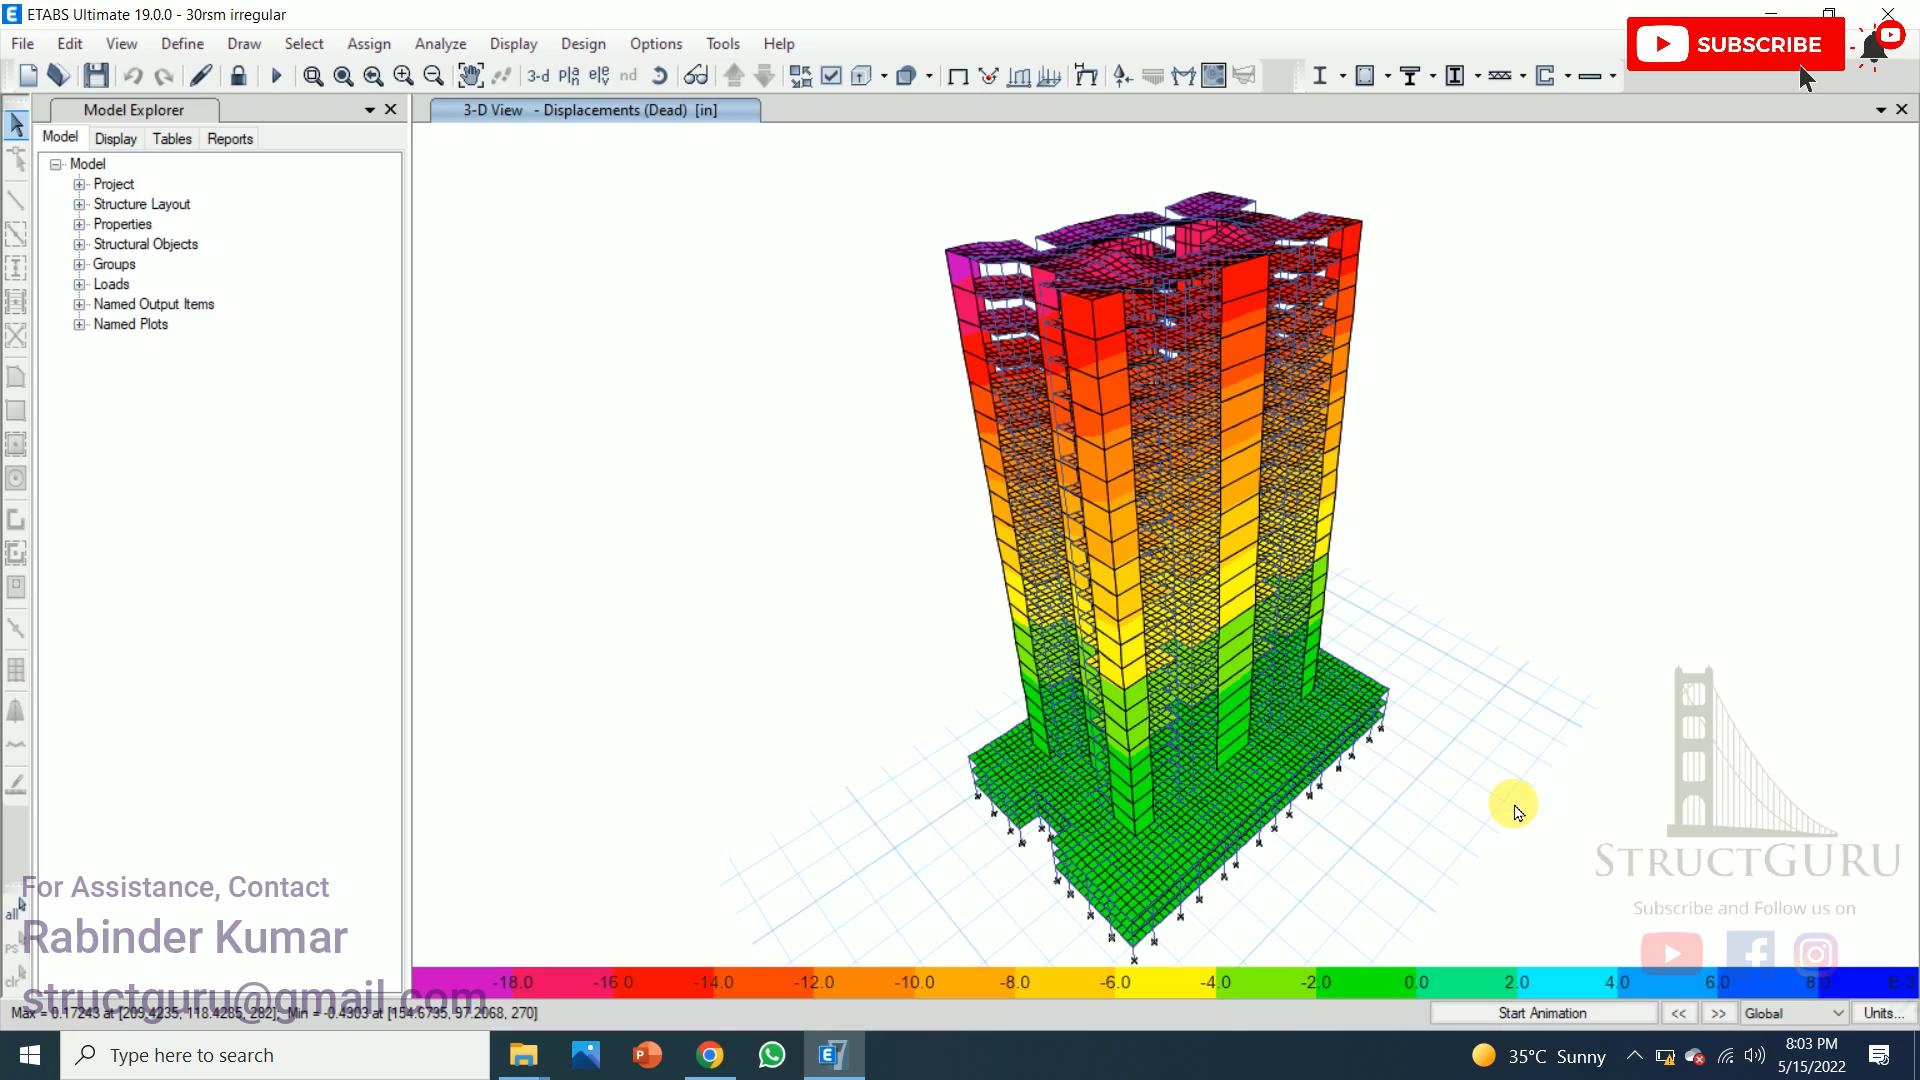 ETABS Ultimate 19.0.0 - 30rsm irregular
File Edit View Define Draw Select Assign Analyze Display Design Options Tools Help
SUBSCRIBE
3-d nd
Model Explorer
3-D View - Displacements (Dead) [in]
Model Display Tables Reports
Model
Project
Structure Layout
Properties
Structural Objects
Groups
Loads
Named Output Items
Named Plots
STRUCTGURU
Subscribe and Follow us on
For Assistance, Contact
all
Rabinder Kumar
PS
clr
structguru@gmail.com
-18.0 -16.0 -14.0 -12.0 -10.0 -8.0 -6.0 -4.0 -2.0 0.0 2.0 4.0 6.0 8.0 E-3
Max = 0.17243 at [209.4235, 118.4285, 282], Min = -0.4303 at [154.6735, 97.2068, 270]
Start Animation << >> Global Units...
Type here to search
35°C Sunny
8:03 PM
5/15/2022